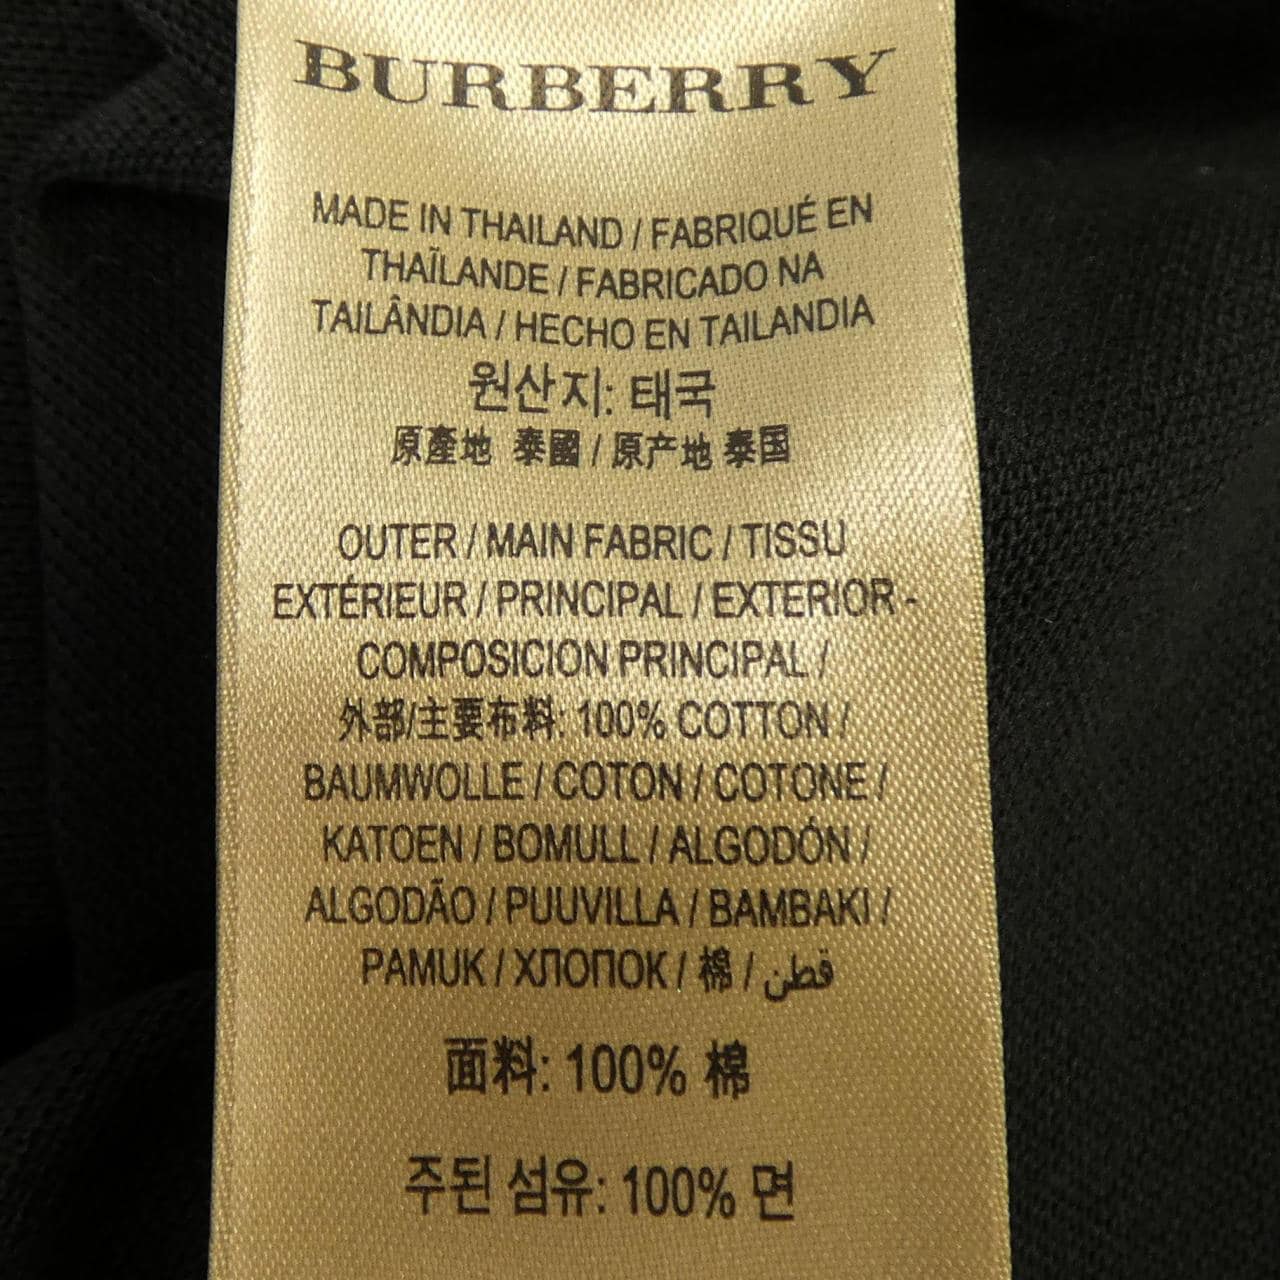 BURBERRY
MADE IN THAILAND / FABRIQUÉ EN
THAÏLANDE / FABRICADO NA
TAILÂNDIA / HECHO EN TAILANDIA
원산지: 태국
原產地 泰國 / 原产地 泰国
OUTER / MAIN FABRIC / TISSU
EXTÉRIEUR / PRINCIPAL / EXTERIOR -
COMPOSICION PRINCIPAL /
外部/主要布料: 100% COTTON /
BAUMWOLLE / COTON / COTONE /
KATOEN / BOMULL / ALGODÓN /
ALGODÃO / PUUVILLA / BAMBAKI /
PAMUK / ХЛОПОК / 棉 / قطن
面料: 100% 棉
주된 섬유: 100% 면